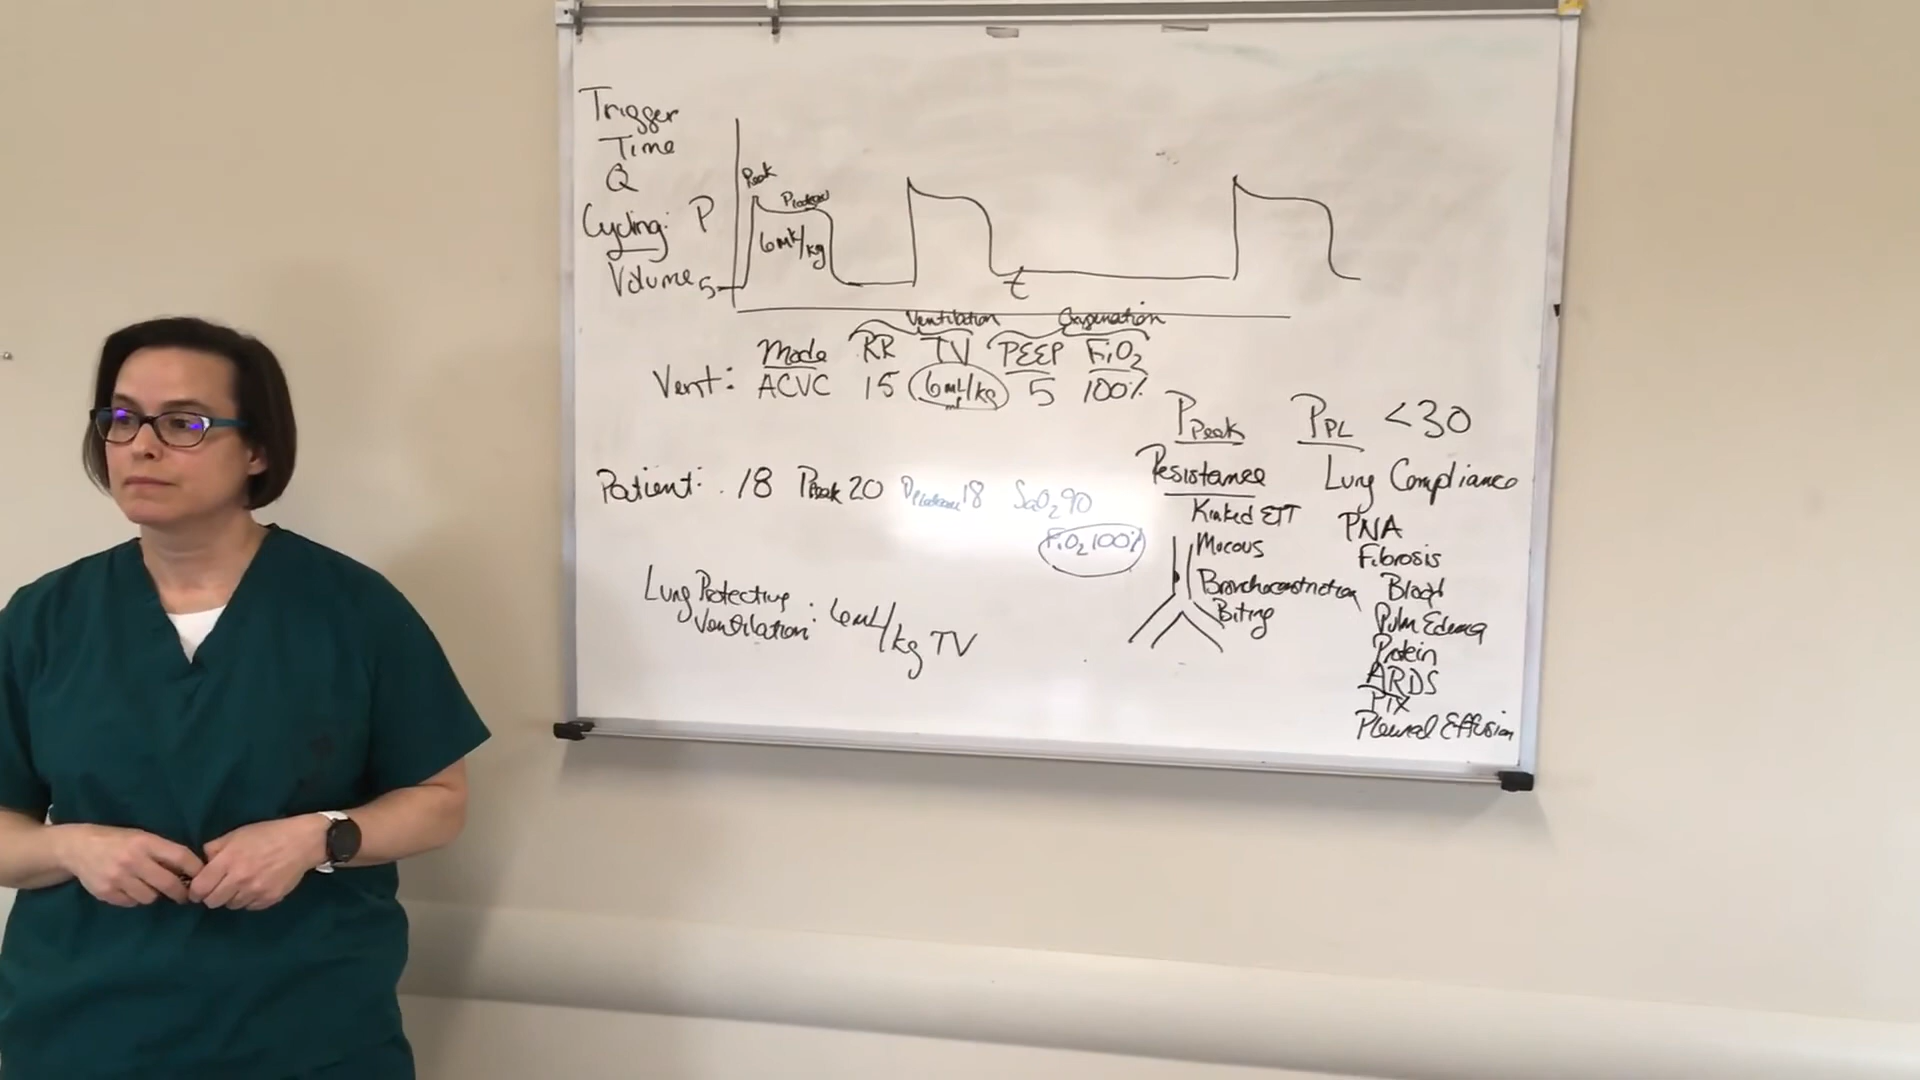 Trigger
Time
Q
Cycling: P
Volume 5
Peak
Plateau
6mL/kg
t
Ventilation Oxygenation
Mode RR TV PEEP FiO2
Vent: ACVC 15 6mL/kg 5 100%
Patient: 18 Ppeak 20 Pplateau 18 SaO2 90
FiO2 100%
Lung Protective
Ventilation: 6mL/kg TV
PPeak PPL <30
Resistance Lung Compliance
Kinked ETT
Mucous
Bronchoconstriction
Biting
PNA
Fibrosis
Blood
Pulm Edema
Protein
ARDS
PTX
Pleural Effusion